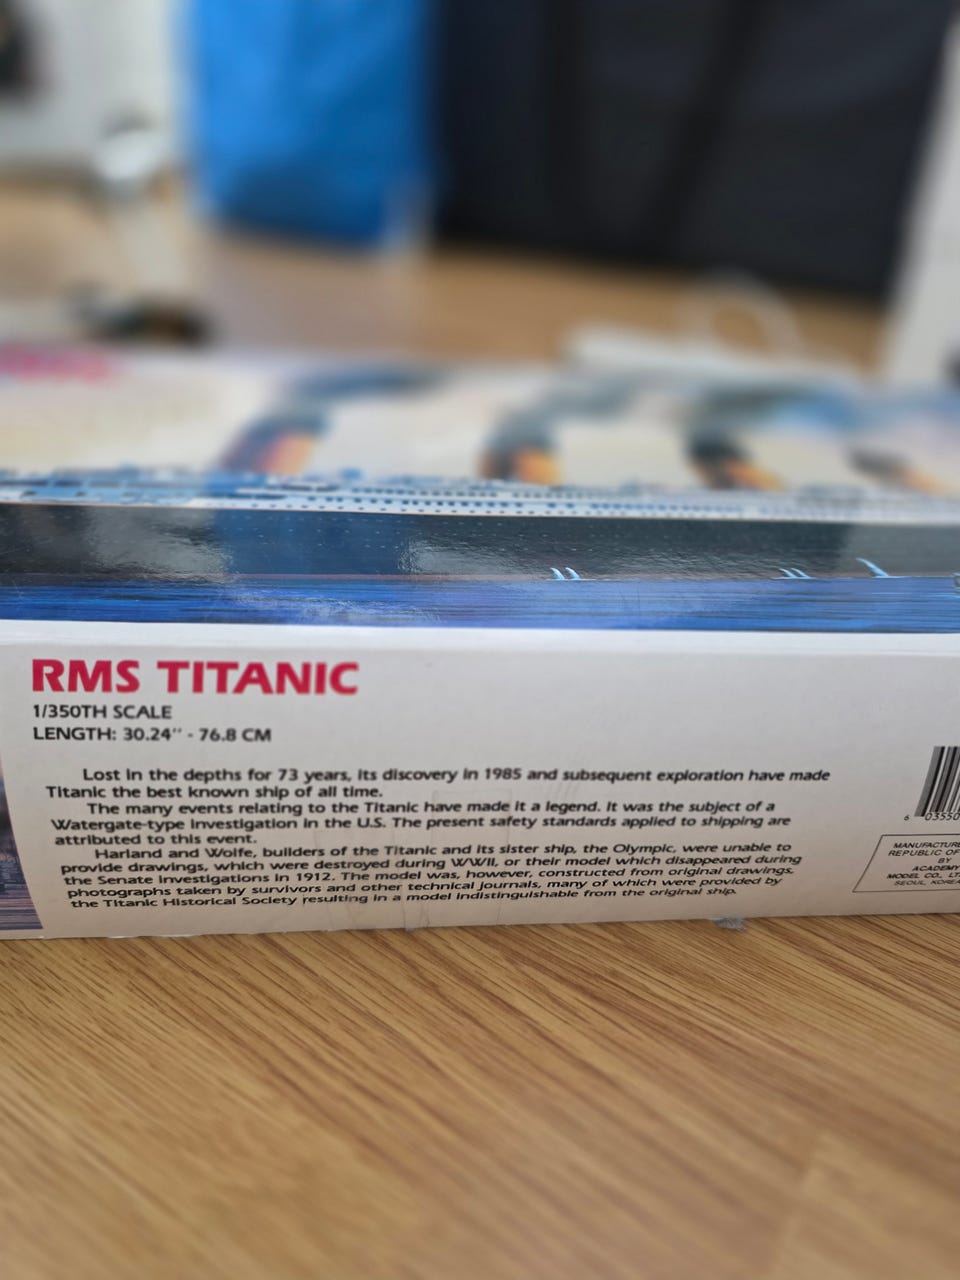 RMS TITANIC
1/350TH SCALE
LENGTH: 30.24'' - 76.8 CM
Lost in the depths for 73 years, its discovery in 1985 and subsequent exploration have made
Titanic the best known ship of all time.
The many events relating to the Titanic have made it a legend. It was the subject of a
Watergate-type investigation in the U.S. The present safety standards applied to shipping are
attributed to this event.
Harland and Wolfe, builders of the Titanic and its sister ship, the Olympic, were unable to
provide drawings, which were destroyed during WWII, or their model which disappeared during
the Senate investigations in 1912. The model was, however, constructed from original drawings,
photographs taken by survivors and other technical journals, many of which were provided by
the Titanic Historical Society resulting in a model indistinguishable from the original ship.
6 03550
MANUFACTURE
REPUBLIC OF
BY
ACADEM
MODEL CO., LT
SEOUL, KOREA